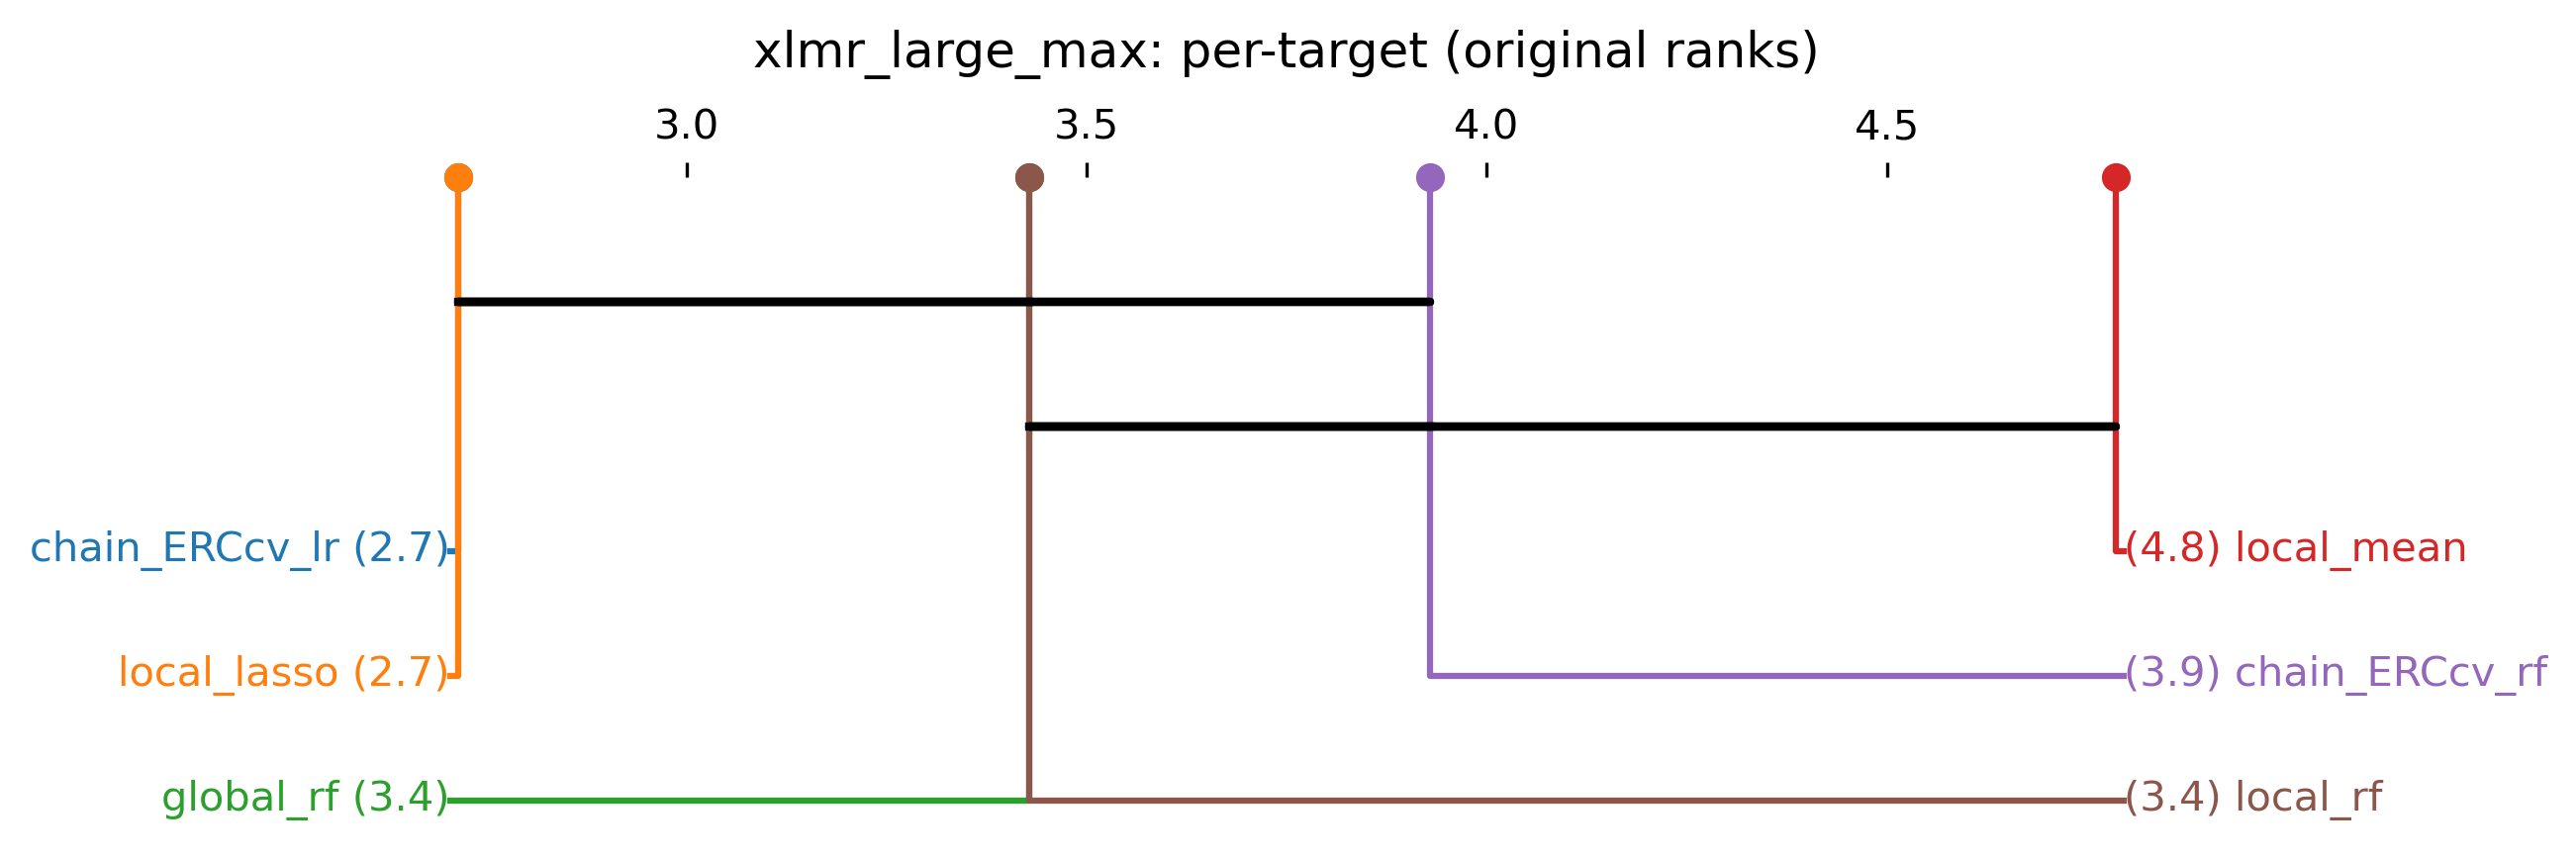 xlmr_large_max: per-target (original ranks)
3.0 3.5 4.0 4.5
chain_ERCcv_lr (2.7)
(4.8) local_mean
local_lasso (2.7)
(3.9) chain_ERCcv_rf
global_rf (3.4)
(3.4) local_rf